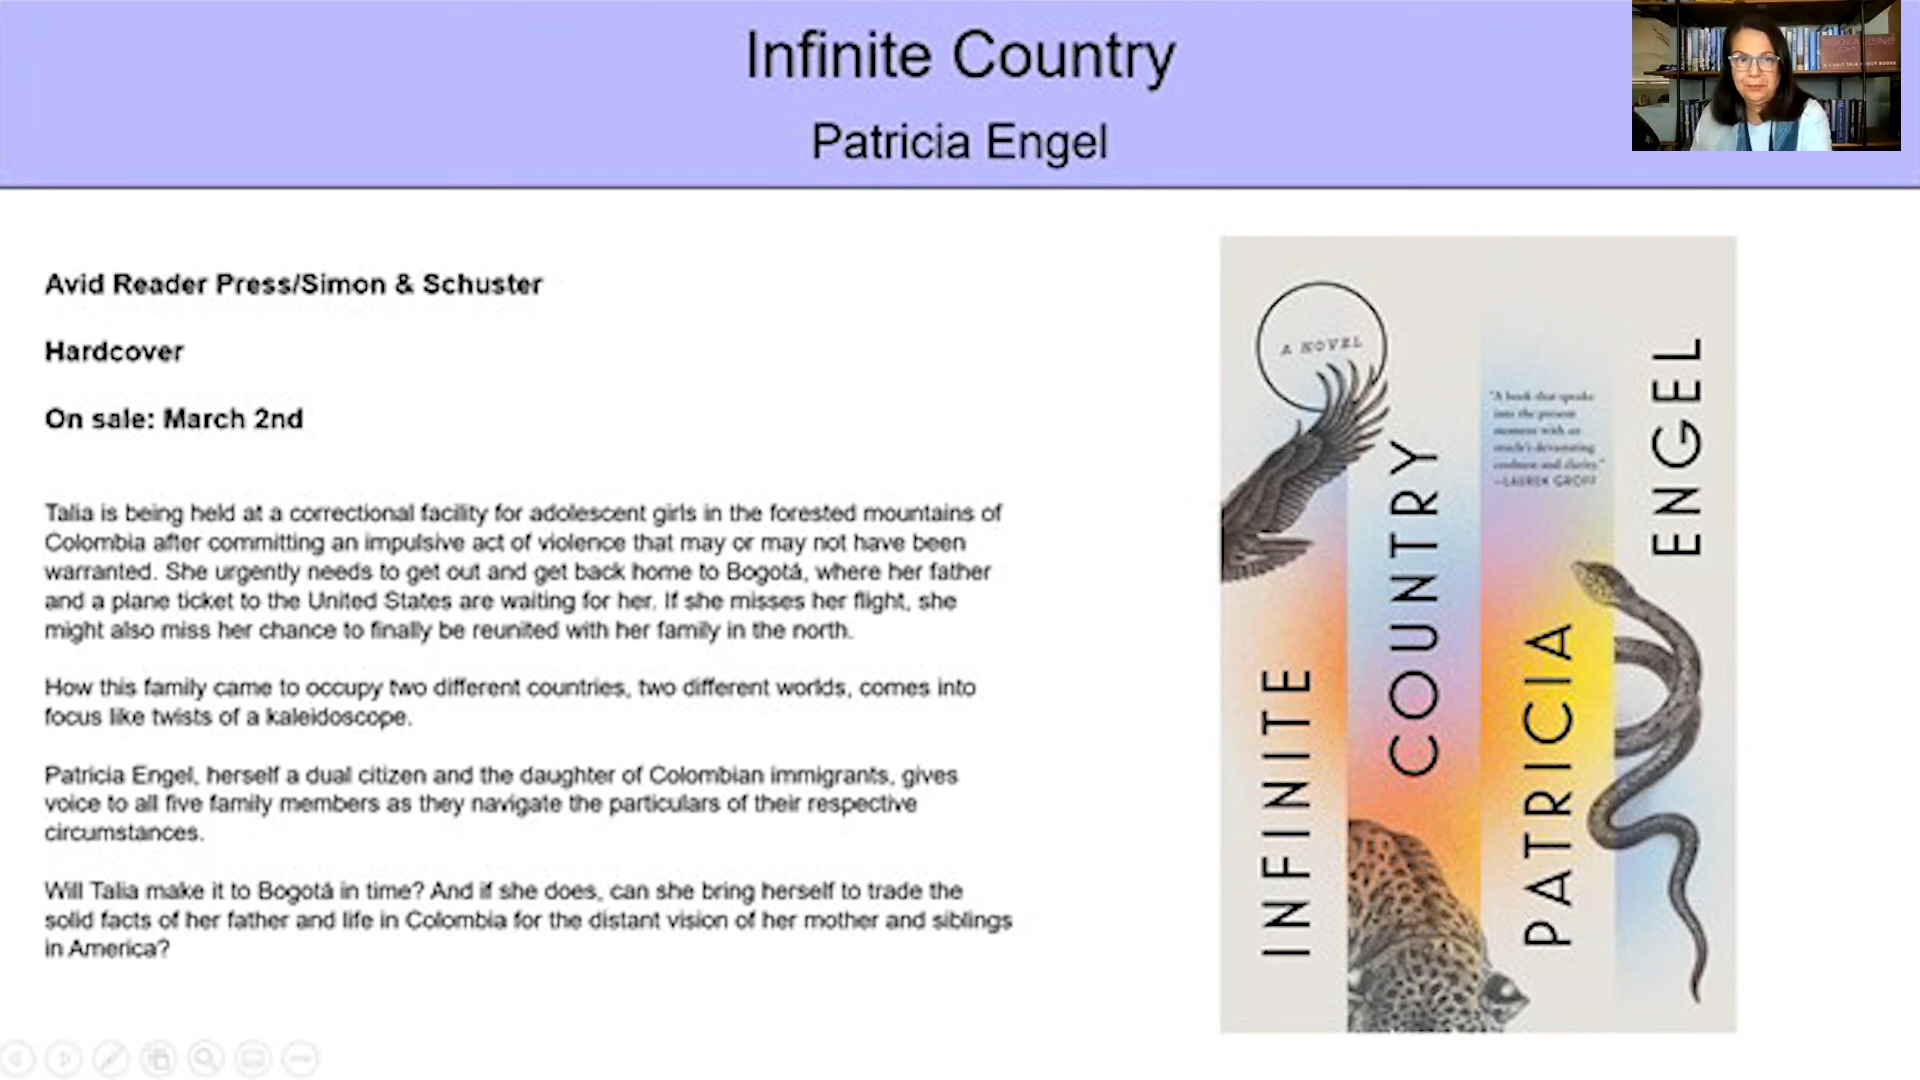 Infinite Country
Patricia Engel
Avid Reader Press/Simon & Schuster
Hardcover
On sale: March 2nd
Talia is being held at a correctional facility for adolescent girls in the forested mountains of
Colombia after committing an impulsive act of violence that may or may not have been
warranted. She urgently needs to get out and get back home to Bogotá, where her father
and a plane ticket to the United States are waiting for her. If she misses her flight, she
might also miss her chance to finally be reunited with her family in the north.
How this family came to occupy two different countries, two different worlds, comes into
focus like twists of a kaleidoscope.
Patricia Engel, herself a dual citizen and the daughter of Colombian immigrants, gives
voice to all five family members as they navigate the particulars of their respective
circumstances.
Will Talia make it to Bogotá in time? And if she does, can she bring herself to trade the
solid facts of her father and life in Colombia for the distant vision of her mother and siblings
in America?
A NOVEL
INFINITE
COUNTRY
"A book that speaks
into the present
moment with an
oracle's devastating
coolness and clarity."
—LAUREN GROFF
PATRICIA
ENGEL